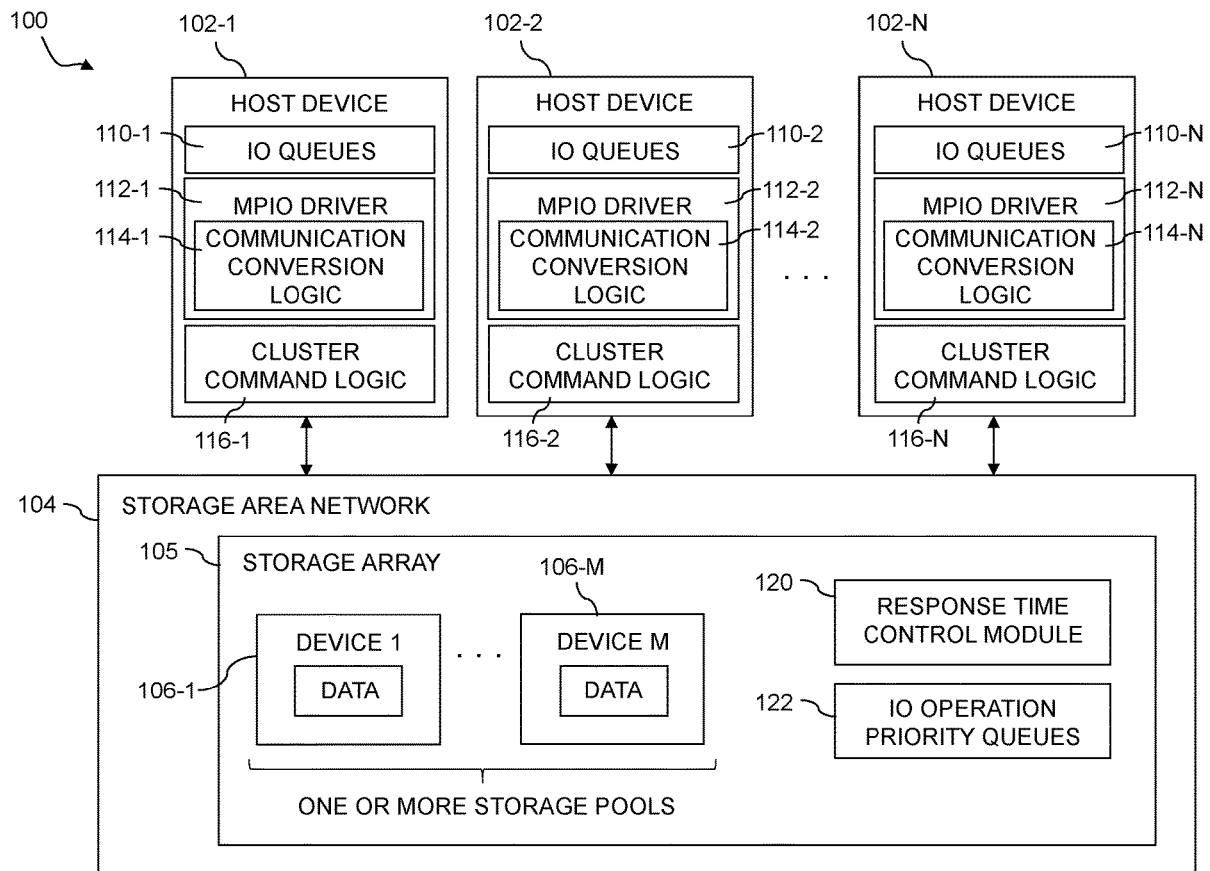 100
102-1
102-2
102-N
HOST DEVICE
HOST DEVICE
HOST DEVICE
110-1
IO QUEUES
IO QUEUES
110-2
IO QUEUES
110-N
112-1
MPIO DRIVER
MPIO DRIVER
112-2
MPIO DRIVER
112-N
114-1
COMMUNICATION
CONVERSION
LOGIC
COMMUNICATION
CONVERSION
LOGIC
114-2
. . .
COMMUNICATION
CONVERSION
LOGIC
114-N
CLUSTER
COMMAND LOGIC
CLUSTER
COMMAND LOGIC
CLUSTER
COMMAND LOGIC
116-1
116-2
116-N
104
STORAGE AREA NETWORK
105
STORAGE ARRAY
106-M
DEVICE 1
DATA
106-1
. . .
DEVICE M
DATA
120
RESPONSE TIME
CONTROL MODULE
122
IO OPERATION
PRIORITY QUEUES
ONE OR MORE STORAGE POOLS